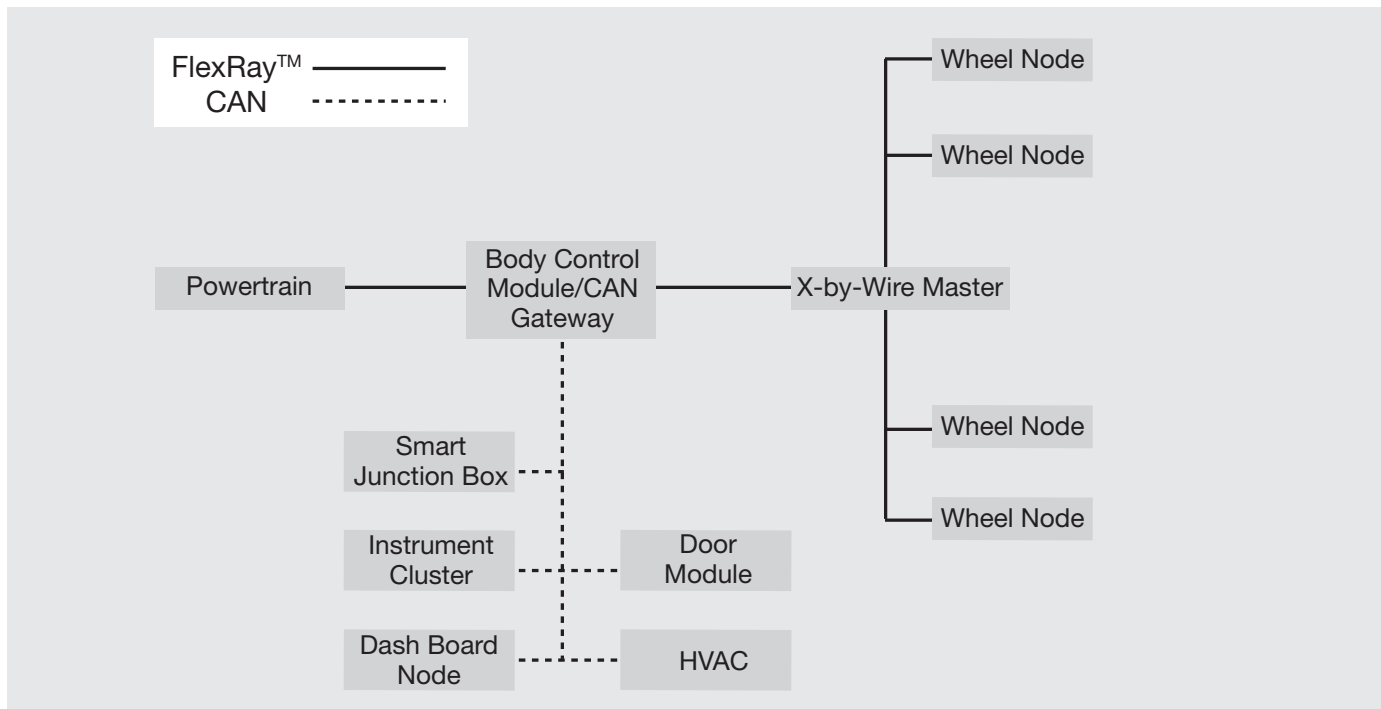 FlexRay™
CAN
Wheel Node
Wheel Node
Powertrain
Body Control
Module/CAN
Gateway
X-by-Wire Master
Wheel Node
Wheel Node
Smart
Junction Box
Instrument
Cluster
Door
Module
Dash Board
Node
HVAC